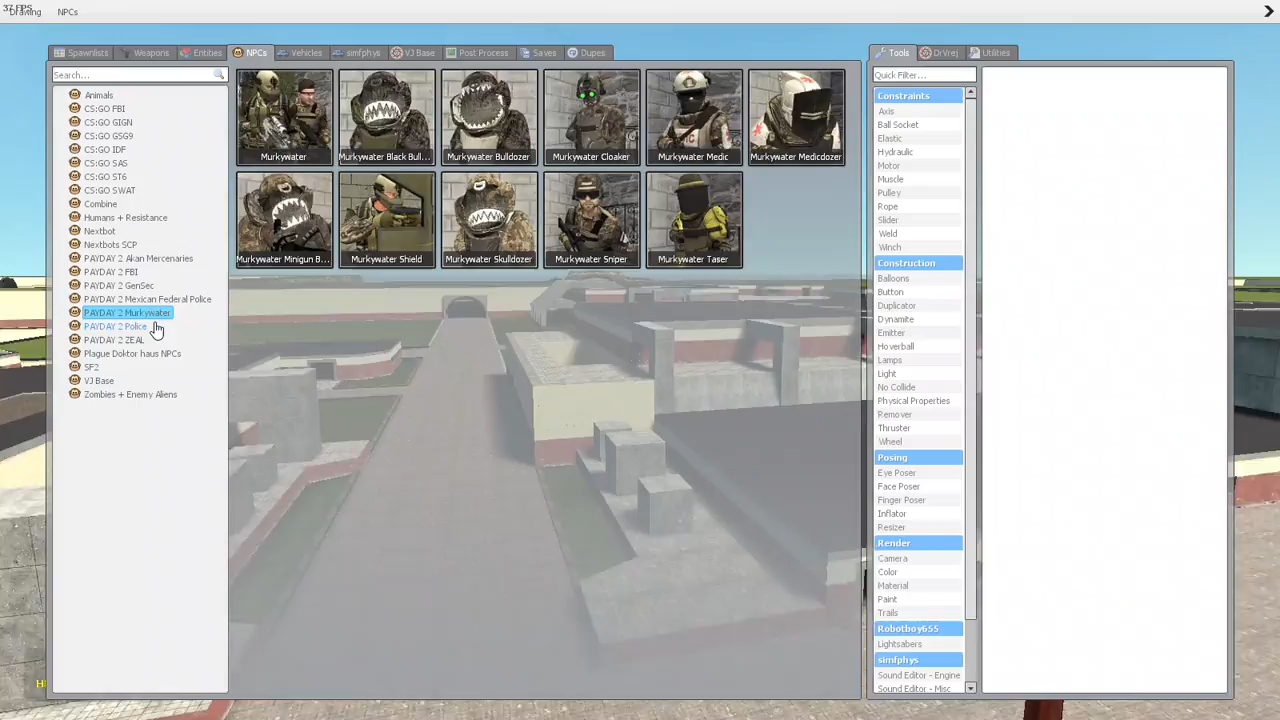 37 FPS
Drawing
NPCs
Spawnlists
Weapons
Entities
NPCs
Vehicles
simfphys
VJ Base
Post Process
Saves
Dupes
Search...
Animals
CS:GO FBI
CS:GO GIGN
CS:GO GSG9
CS:GO IDF
CS:GO SAS
CS:GO ST6
CS:GO SWAT
Combine
Humans + Resistance
Nextbot
Nextbots SCP
PAYDAY 2 Akan Mercenaries
PAYDAY 2 FBI
PAYDAY 2 GenSec
PAYDAY 2 Mexican Federal Police
PAYDAY 2 Murkywater
PAYDAY 2 Police
PAYDAY 2 ZEAL
Plague Doktor haus NPCs
SF2
VJ Base
Zombies + Enemy Aliens
Murkywater
Murkywater Black Bull...
Murkywater Bulldozer
Murkywater Cloaker
Murkywater Medic
Murkywater Medicdozer
Murkywater Minigun B...
Murkywater Shield
Murkywater Skulldozer
Murkywater Sniper
Murkywater Taser
Tools
DrVrej
Utilities
Quick Filter...
Constraints
Axis
Ball Socket
Elastic
Hydraulic
Motor
Muscle
Pulley
Rope
Slider
Weld
Winch
Construction
Balloons
Button
Duplicator
Dynamite
Emitter
Hoverball
Lamps
Light
No Collide
Physical Properties
Remover
Thruster
Wheel
Posing
Eye Poser
Face Poser
Finger Poser
Inflator
Resizer
Render
Camera
Color
Material
Paint
Trails
Robotboy655
Lightsabers
simfphys
Sound Editor - Engine
Sound Editor - Misc